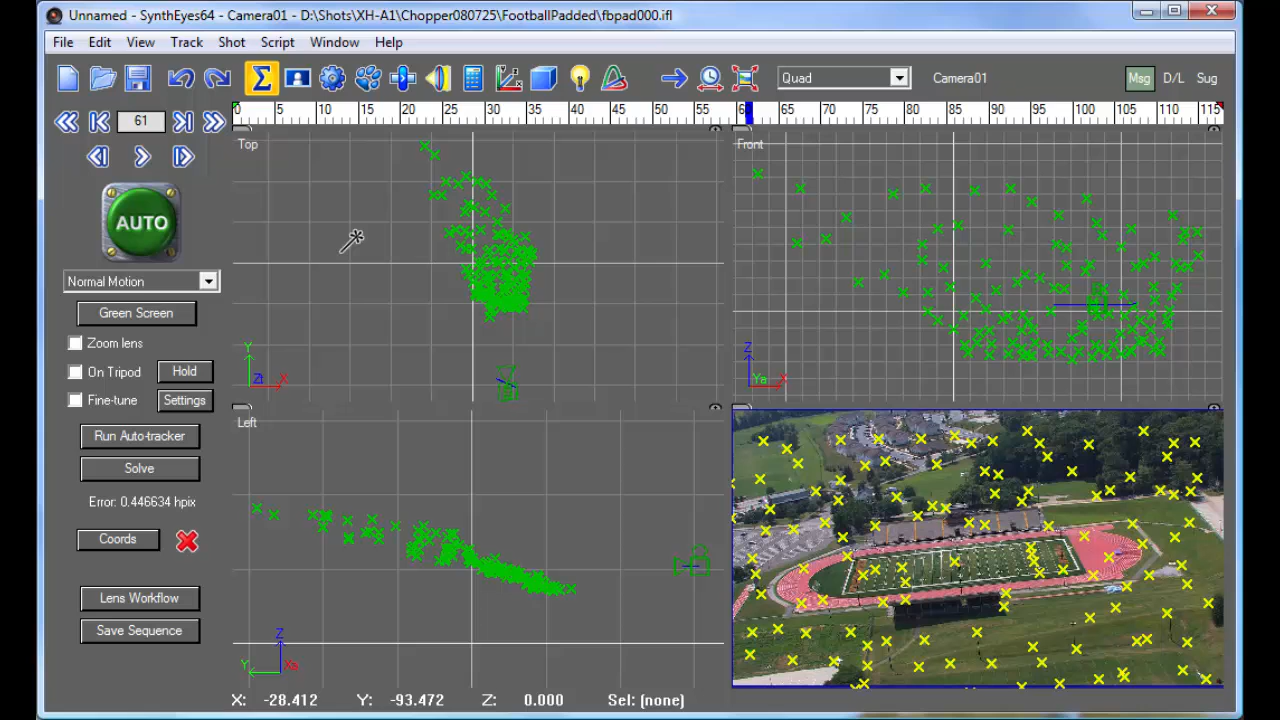 Unnamed - SynthEyes64 - Camera01 - D:\Shots\XH-A1\Chopper080725\FootballPadded\fbpad000.ifl
File Edit View Track Shot Script Window Help
Quad Camera01 Msg D/L Sug
61
0 5 10 15 20 25 30 35 40 45 50 55 65 70 75 80 85 90 95 100 105 110 115
Top
Front
AUTO
Normal Motion
Green Screen
Zoom lens
On Tripod Hold
Fine-tune Settings
Y
Zt X
Z
Ya X
Left
Run Auto-tracker
Solve
Error: 0.446634 hpix
Coords
Lens Workflow
Save Sequence
Z
Y Xa
X: -28.412 Y: -93.472 Z: 0.000 Sel: [none]